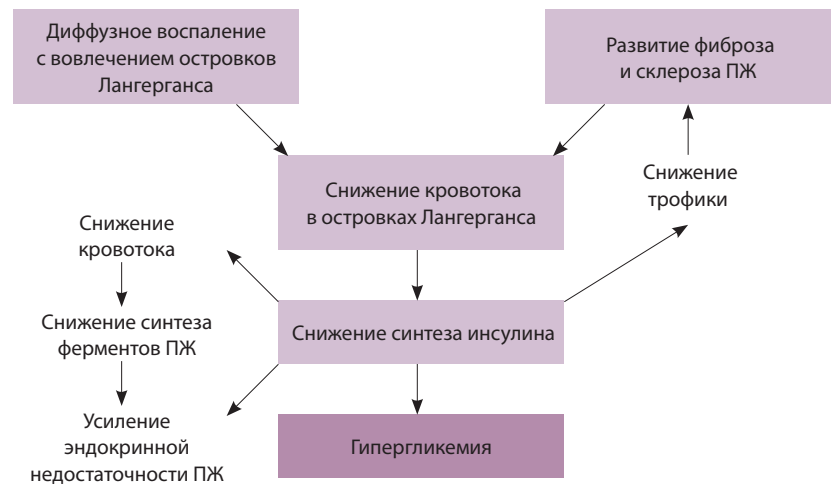 Диффузное воспаление
с вовлечением островков
Лангерганса
Развитие фиброза
и склероза ПЖ
Снижение кровотока
в островках Лангерганса
Снижение
трофики
Снижение
кровотока
Снижение синтеза
ферментов ПЖ
Снижение синтеза инсулина
Усиление
эндокринной
недостаточности ПЖ
Гипергликемия